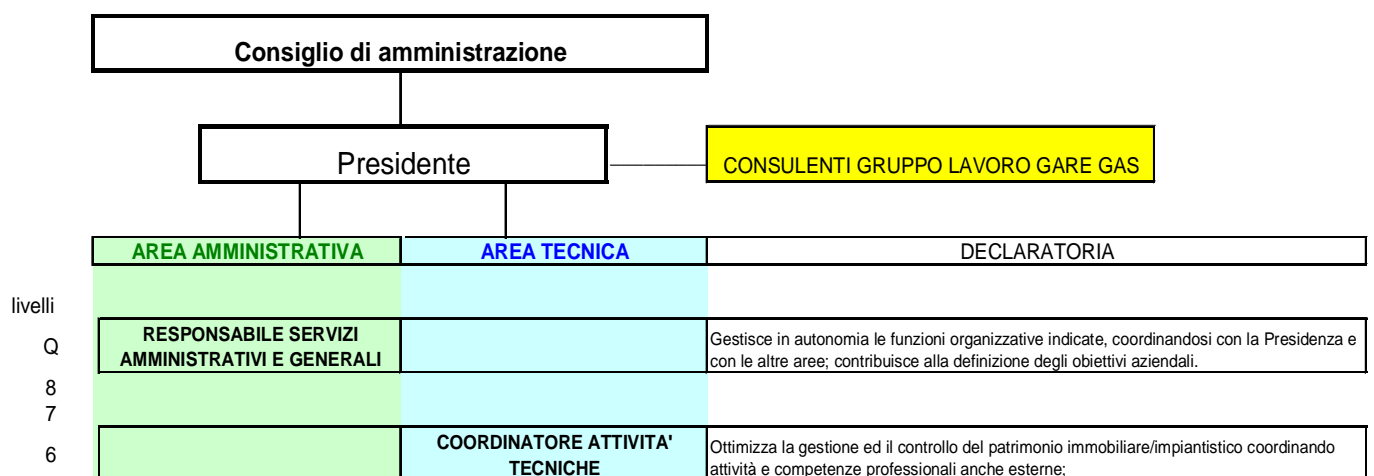 Consiglio di amministrazione
Presidente
CONSULENTI GRUPPO LAVORO GARE GAS
AREA AMMINISTRATIVA AREA TECNICA DECLARATORIA
livelli
Q
RESPONSABILE SERVIZI
AMMINISTRATIVI E GENERALI
Gestisce in autonomia le funzioni organizzative indicate, coordinandosi con la Presidenza e
con le altre aree; contribuisce alla definizione degli obiettivi aziendali.
8
7
6
COORDINATORE ATTIVITA'
TECNICHE
Ottimizza la gestione ed il controllo del patrimonio immobiliare/impiantistico coordinando
attività e competenze professionali anche esterne;